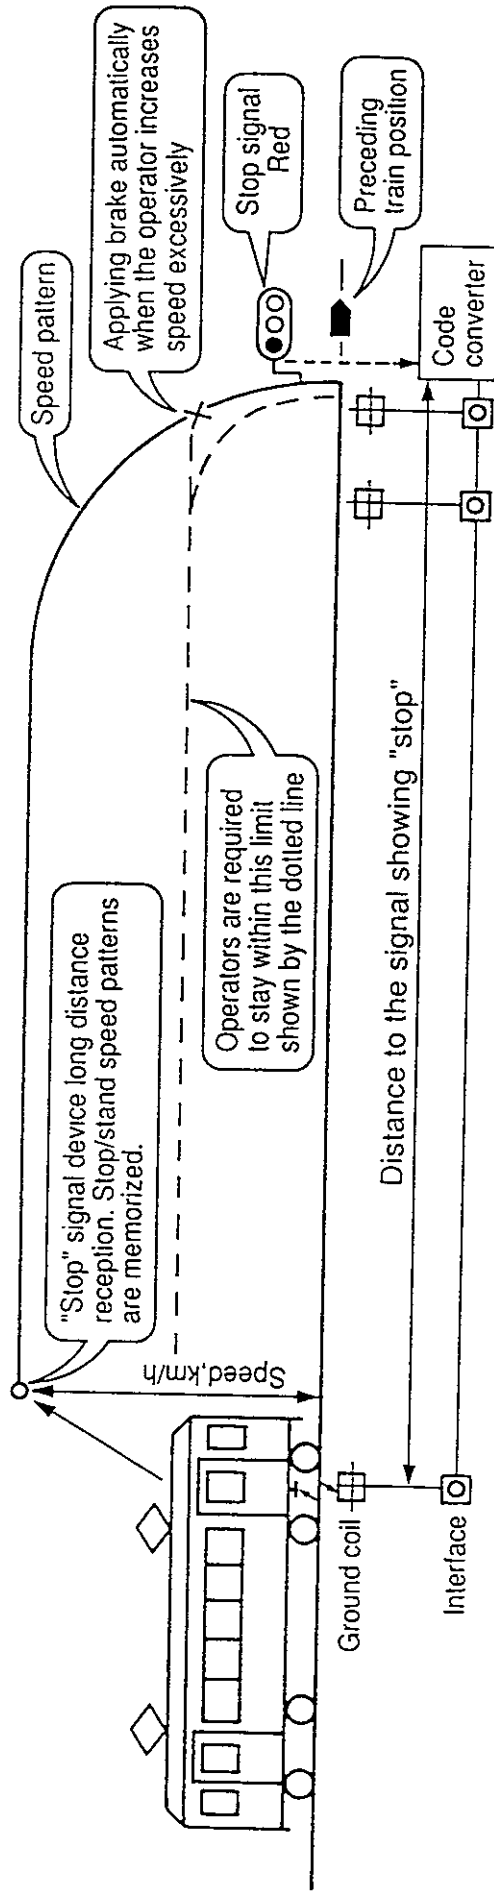 "Stop" signal device long distance
reception. Stop/stand speed patterns
are memorized.
Speed pattern
Applying brake automatically
when the operator increases
speed excessively
Stop signal
Red
Preceding
train position
Operators are required
to stay within this limit
shown by the dotted line
Speed,km/h
Ground coil
Distance to the signal showing "stop"
Interface
Code
converter